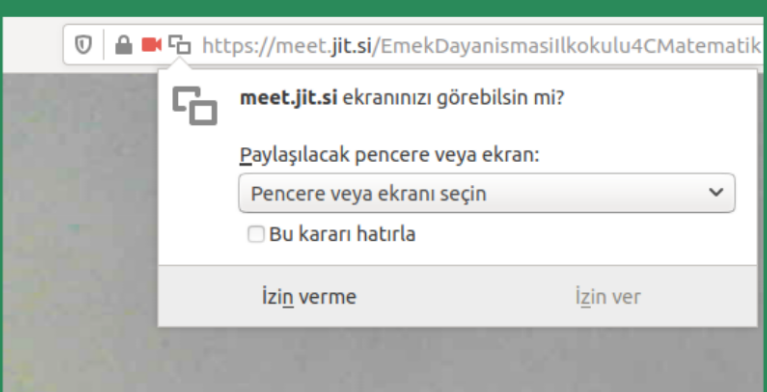 https://meet.jit.si/EmekDayanismasiIlkokulu4CMatematik
meet.jit.si ekranınızı görebilsin mi?
Paylaşılacak pencere veya ekran:
Pencere veya ekranı seçin
Bu kararı hatırla
İzin verme
İzin ver